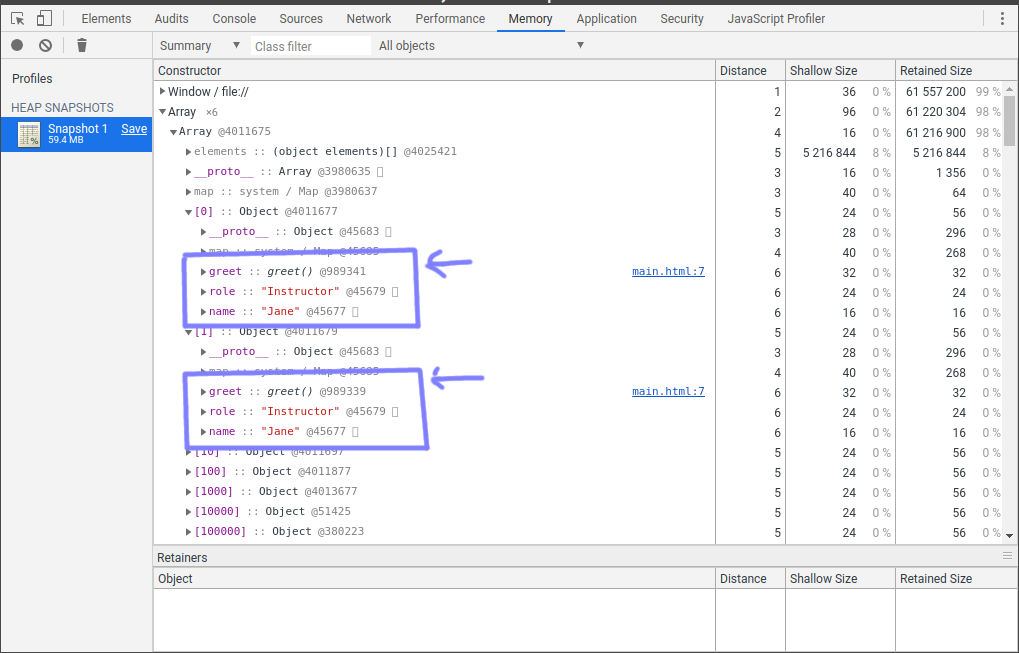 Elements Audits Console Sources Network Performance Memory Application Security JavaScript Profiler
Summary ▼ Class filter All objects ▼
Profiles
HEAP SNAPSHOTS
Snapshot 1 Save
59.4 MB
Constructor Distance Shallow Size Retained Size
▶Window / file:// 1 36 0 % 61 557 200 99 %
▼Array ×6 2 96 0 % 61 220 304 98 %
▼Array @4011675 4 16 0 % 61 216 900 98 %
▶elements :: (object elements)[] @4025421 5 5 216 844 8 % 5 216 844 8 %
▶__proto__ :: Array @3980635 3 16 0 % 1 356 0 %
▶map :: system / Map @3980637 3 40 0 % 64 0 %
▼[0] :: Object @4011677 5 24 0 % 56 0 %
▶__proto__ :: Object @45683 3 28 0 % 296 0 %
▶map :: system / Map @45685 4 40 0 % 268 0 %
▶greet :: greet() @989341 main.html:7 6 32 0 % 32 0 %
▶role :: "Instructor" @45679 6 24 0 % 24 0 %
▶name :: "Jane" @45677 6 16 0 % 16 0 %
▼[1] :: Object @4011679 5 24 0 % 56 0 %
▶__proto__ :: Object @45683 3 28 0 % 296 0 %
▶map :: system / Map @45685 4 40 0 % 268 0 %
▶greet :: greet() @989339 main.html:7 6 32 0 % 32 0 %
▶role :: "Instructor" @45679 6 24 0 % 24 0 %
▶name :: "Jane" @45677 6 16 0 % 16 0 %
▶[10] :: Object @4011697 5 24 0 % 56 0 %
▶[100] :: Object @4011877 5 24 0 % 56 0 %
▶[1000] :: Object @4013677 5 24 0 % 56 0 %
▶[10000] :: Object @51425 5 24 0 % 56 0 %
▶[100000] :: Object @380223 5 24 0 % 56 0 %
Retainers
Object Distance Shallow Size Retained Size